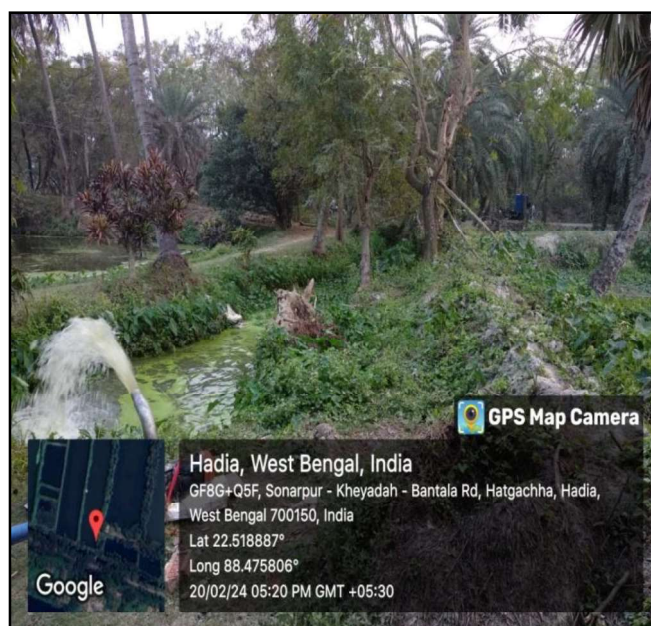 GPS Map Camera
Hadia, West Bengal, India
GF8G+Q5F, Sonarpur - Kheyadah - Bantala Rd, Hatgachha, Hadia,
West Bengal 700150, India
Lat 22.518887°
Long 88.475806°
20/02/24 05:20 PM GMT +05:30
Google